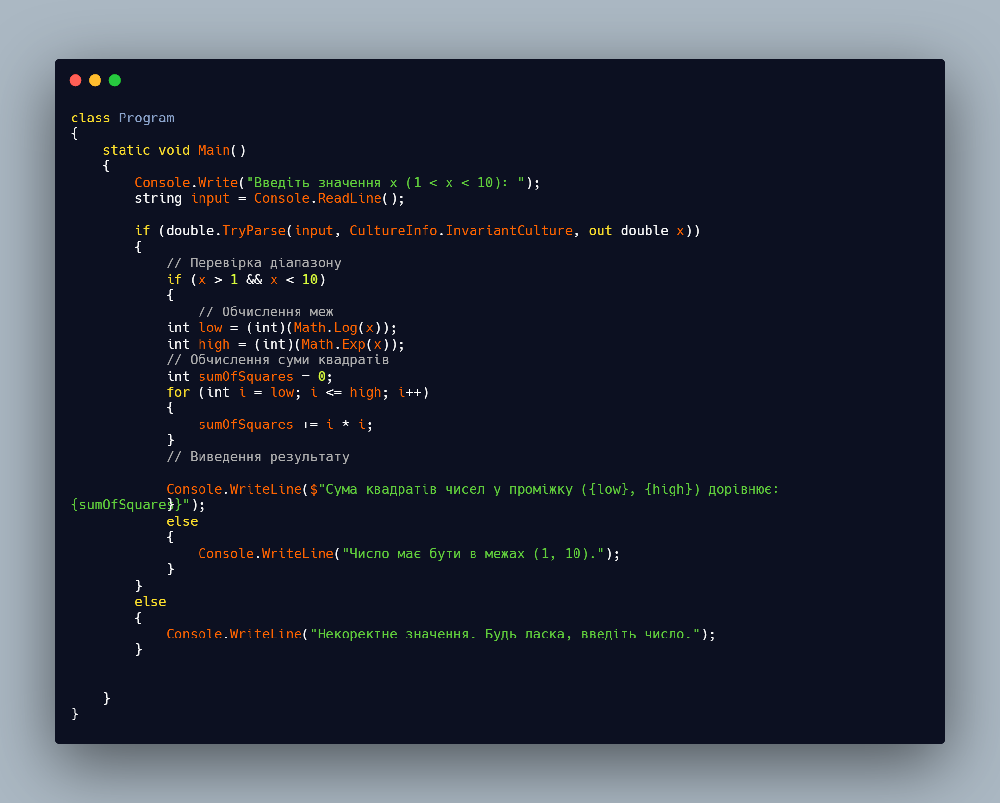 class Program
{
    static void Main()
    {
        Console.Write("Введіть значення x (1 < x < 10): ");
        string input = Console.ReadLine();

        if (double.TryParse(input, CultureInfo.InvariantCulture, out double x))
        {
            // Перевірка діапазону
            if (x > 1 && x < 10)
            {
                // Обчислення меж
            int low = (int)(Math.Log(x));
            int high = (int)(Math.Exp(x));
            // Обчислення суми квадратів
            int sumOfSquares = 0;
            for (int i = low; i <= high; i++)
            {
                sumOfSquares += i * i;
            }
            // Виведення результату

            Console.WriteLine($"Сума квадратів чисел у проміжку ({low}, {high}) дорівнює:
{sumOfSquares}");
            }
            else
            {
                Console.WriteLine("Число має бути в межах (1, 10).");
            }
        }
        else
        {
            Console.WriteLine("Некоректне значення. Будь ласка, введіть число.");
        }



    }
}